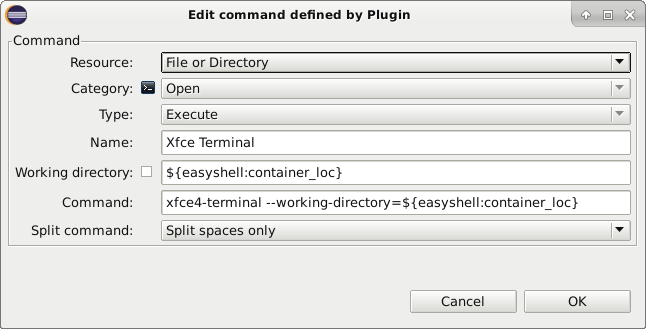 Edit command defined by Plugin
Command
Resource: File or Directory
Category: Open
Type: Execute
Name: Xfce Terminal
Working directory: ${easyshell:container_loc}
Command: xfce4-terminal --working-directory=${easyshell:container_loc}
Split command: Split spaces only
Cancel OK